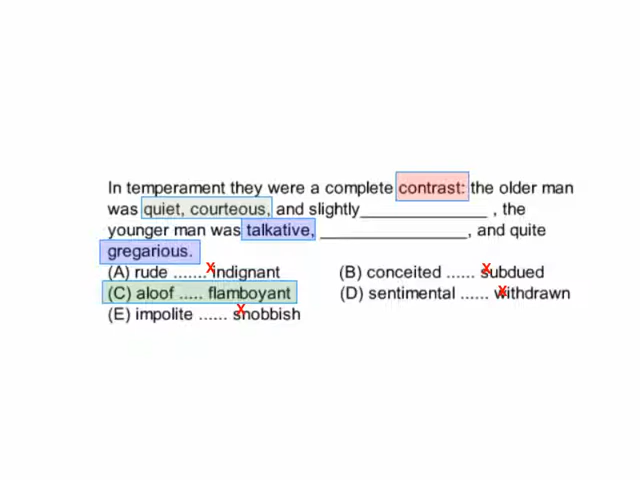 In temperament they were a complete contrast: the older man
was quiet, courteous, and slightly______________ , the
younger man was talkative, ________________, and quite
gregarious.
(A) rude ....... indignant (B) conceited ...... subdued
(C) aloof ..... flamboyant (D) sentimental ...... withdrawn
(E) impolite ...... snobbish